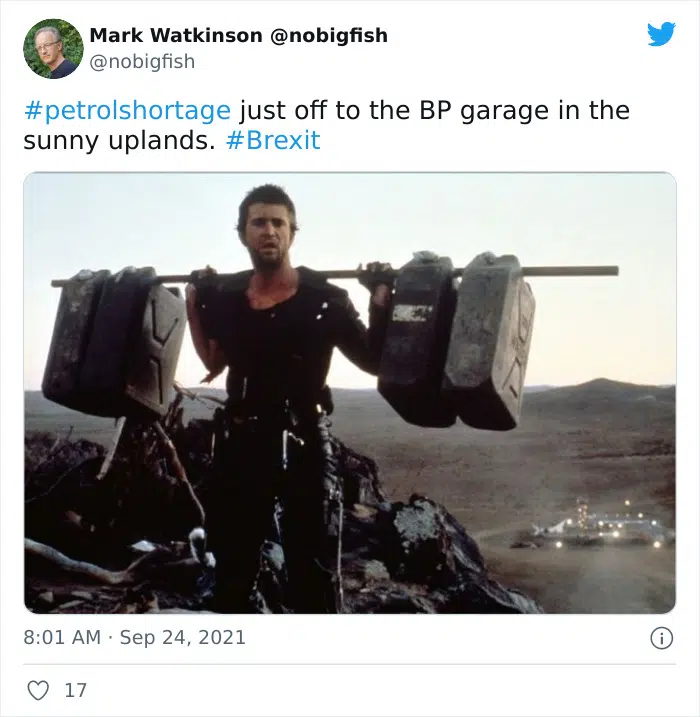 Mark Watkinson @nobigfish
@nobigfish
#petrolshortage just off to the BP garage in the
sunny uplands. #Brexit
8:01 AM · Sep 24, 2021
17